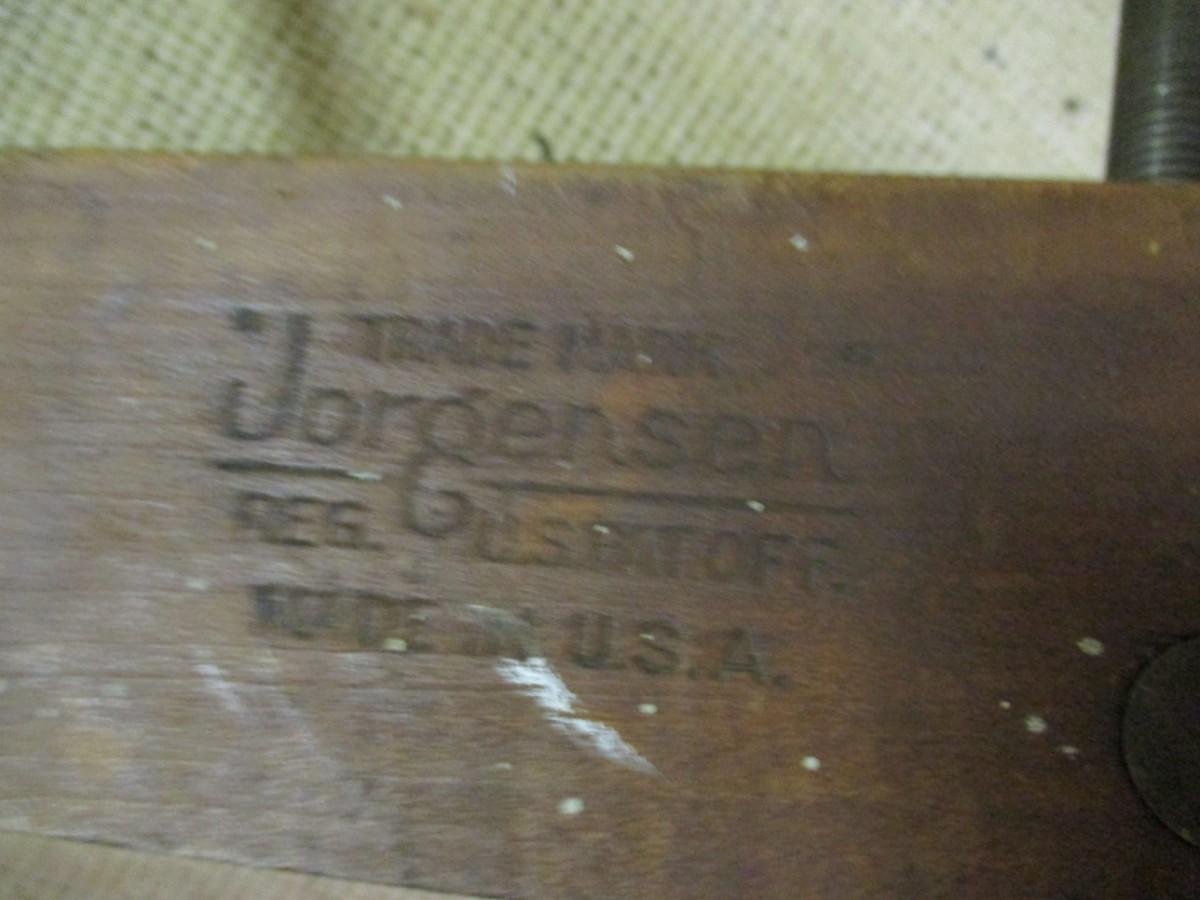 TRADE MARK
"Jorgensen"
REG. U.S. PAT. OFF.
MADE IN U.S.A.